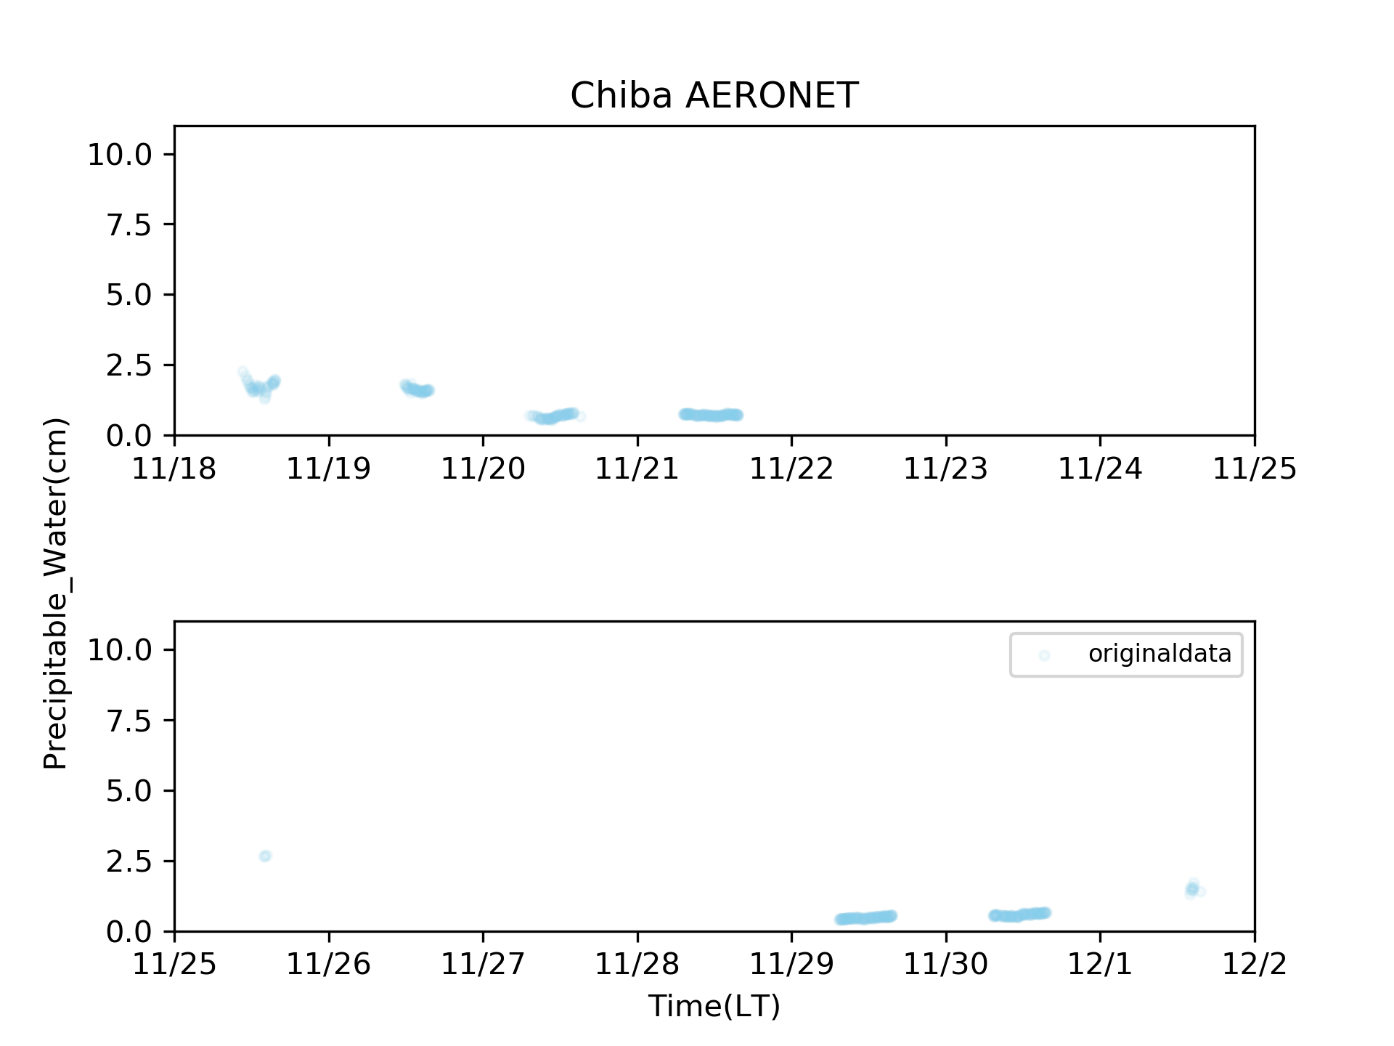 Chiba AERONET
10.0
7.5
5.0
2.5
0.0
11/18 11/19 11/20 11/21 11/22 11/23 11/24 11/25
Precipitable_Water(cm)
originaldata
10.0
7.5
5.0
2.5
0.0
11/25 11/26 11/27 11/28 11/29 11/30 12/1 12/2
Time(LT)